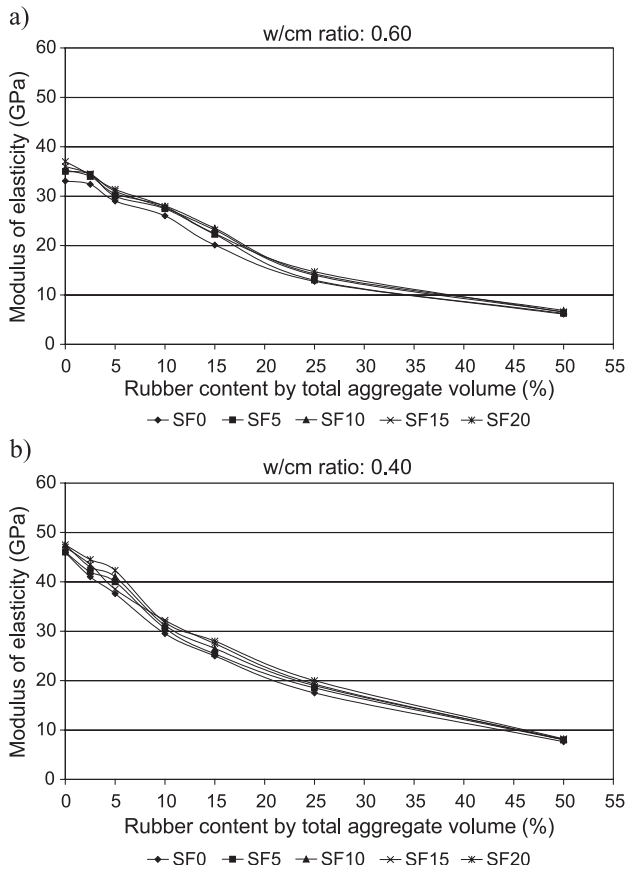 a)
w/cm ratio: 0.60
Modulus of elasticity (GPa)
60
50
40
30
20
10
0
0 5 10 15 20 25 30 35 40 45 50 55
Rubber content by total aggregate volume (%)
SF0 SF5 SF10 SF15 SF20
b)
w/cm ratio: 0.40
Modulus of elasticity (GPa)
60
50
40
30
20
10
0
0 5 10 15 20 25 30 35 40 45 50 55
Rubber content by total aggregate volume (%)
SF0 SF5 SF10 SF15 SF20